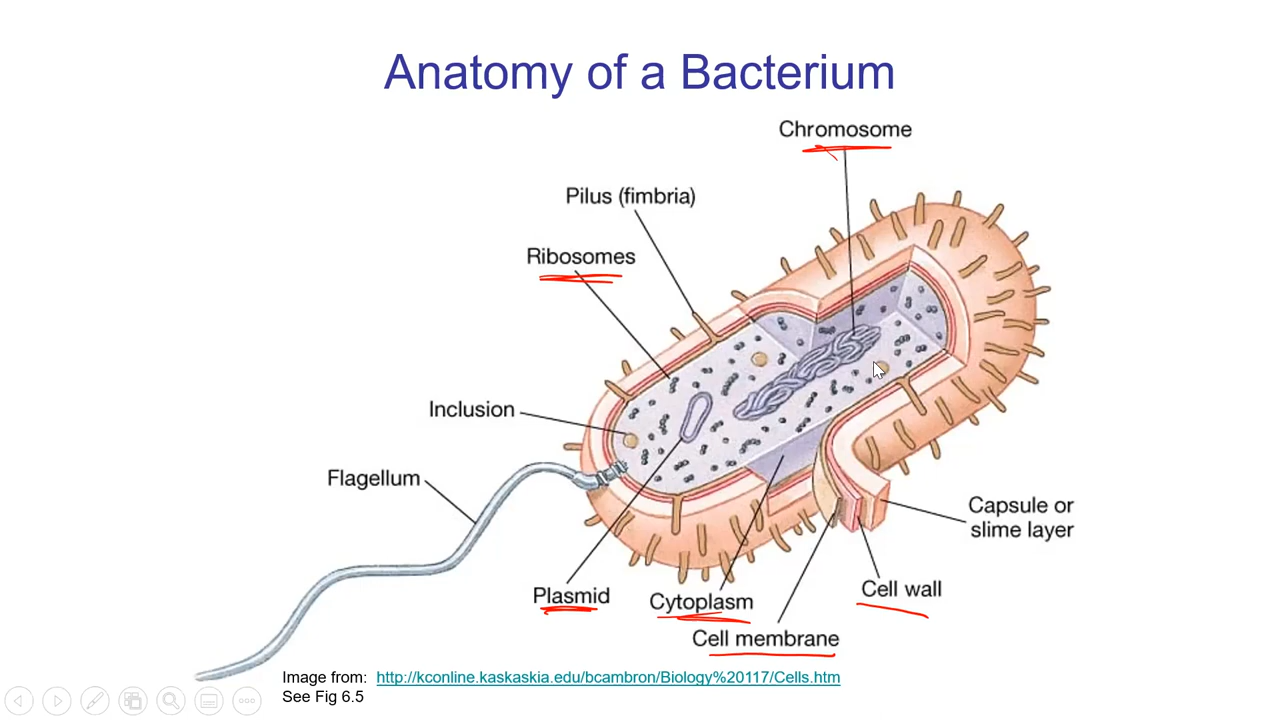 Anatomy of a Bacterium
Chromosome
Pilus (fimbria)
Ribosomes
Inclusion
Flagellum
Capsule or
slime layer
Cell wall
Plasmid
Cytoplasm
Cell membrane
Image from: http://kconline.kaskaskia.edu/bcambron/Biology%20117/Cells.htm
See Fig 6.5